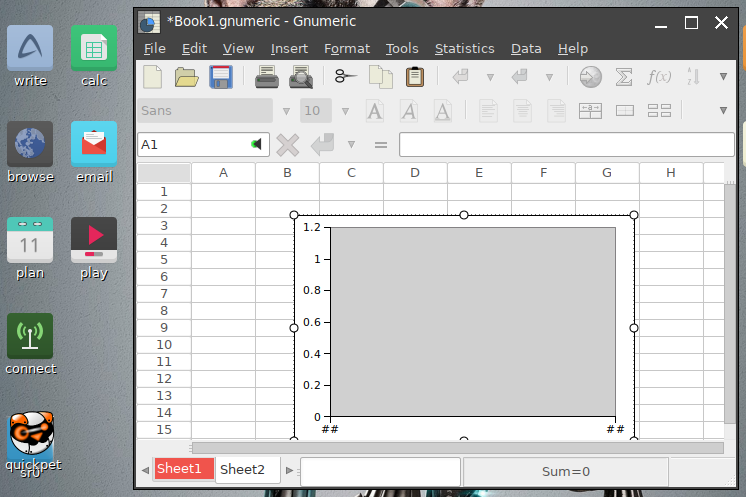 *Book1.gnumeric - Gnumeric
File Edit View Insert Format Tools Statistics Data Help
Sans 10
A1
A B C D E F G H
1
2
3
4
5
6
7
8
9
10
11
12
13
14
15
1.2
1
0.8
0.6
0.4
0.2
0
## ##
Sheet1 Sheet2 Sum=0
write calc
browse email
11
plan play
connect
quickpet